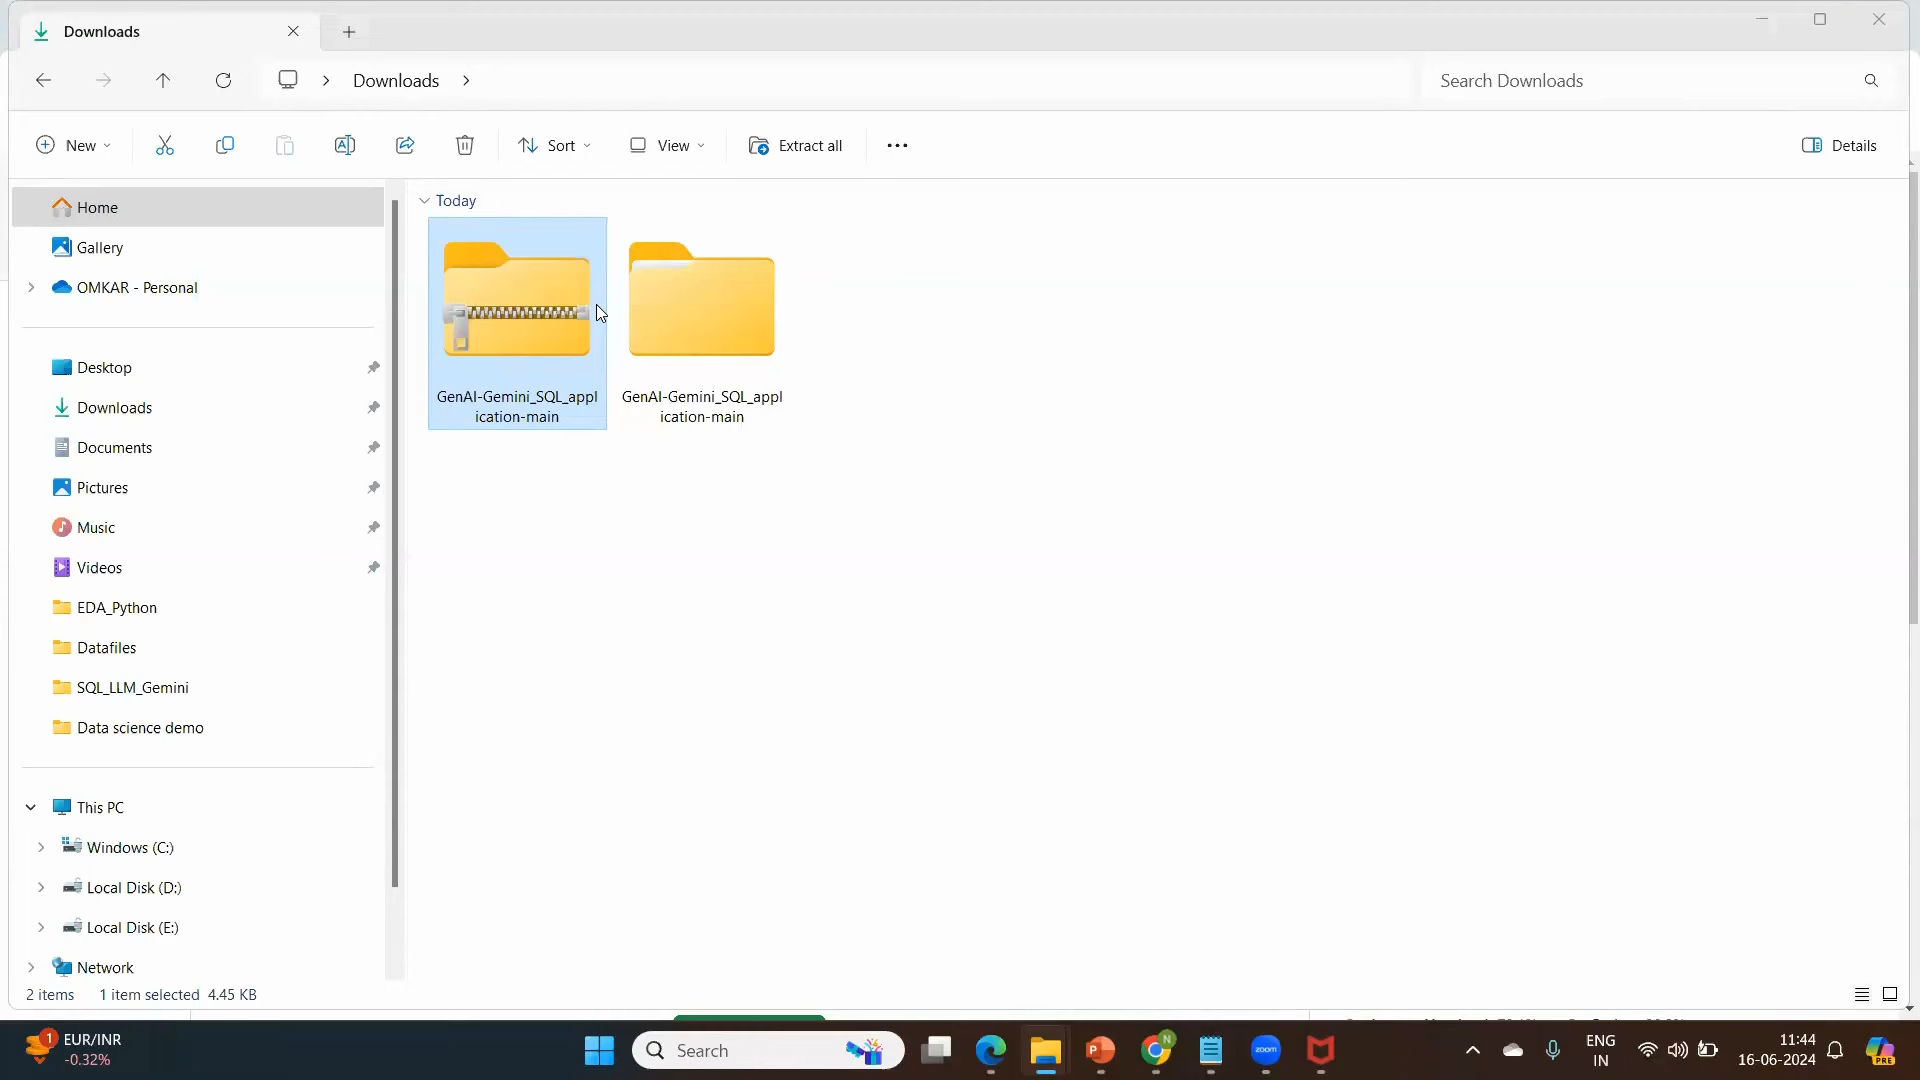 Downloads
Downloads
Search Downloads
New
Sort
View
Extract all
Details
Home
Gallery
OMKAR - Personal
Desktop
Downloads
Documents
Pictures
Music
Videos
EDA_Python
Datafiles
SQL_LLM_Gemini
Data science demo
This PC
Windows (C:)
Local Disk (D:)
Local Disk (E:)
Network
Today
GenAI-Gemini_SQL_appl
ication-main
GenAI-Gemini_SQL_appl
ication-main
2 items 1 item selected 4.45 KB
1
EUR/INR
-0.32%
Search
P
N
zoom
ENG
IN
11:44
16-06-2024
PRE